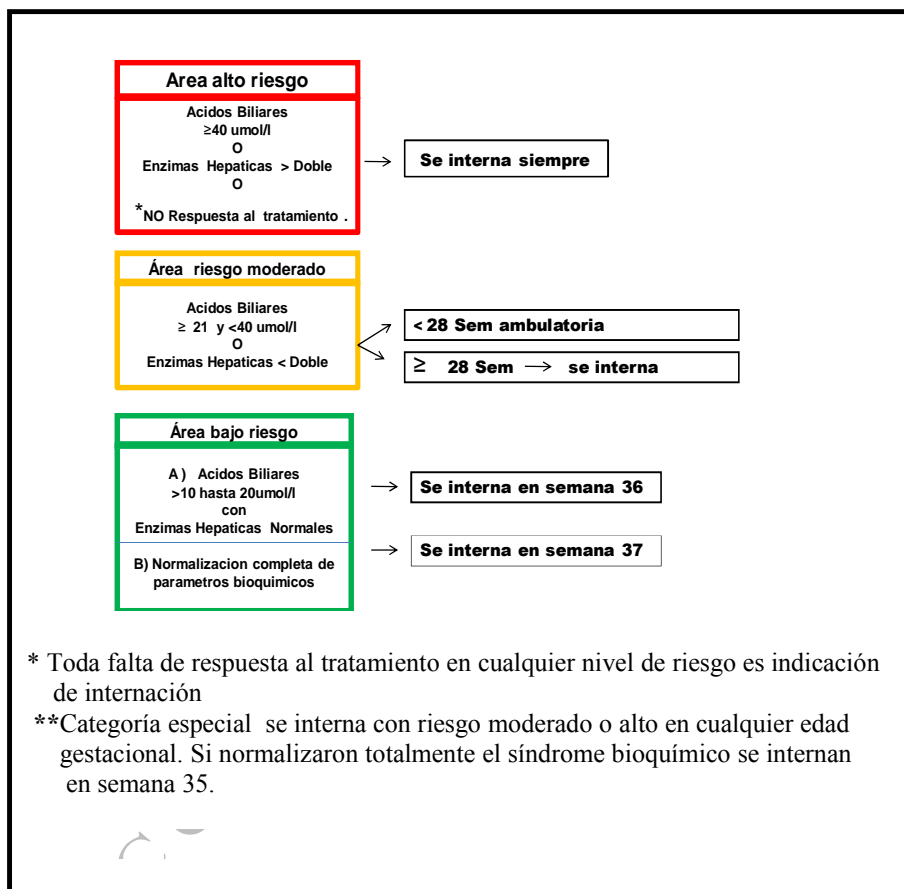 Area alto riesgo
Acidos Biliares
≥40 umol/l
O
Enzimas Hepaticas > Doble
O
*NO Respuesta al tratamiento .
Se interna siempre
Área riesgo moderado
Acidos Biliares
≥ 21 y <40 umol/l
O
Enzimas Hepaticas < Doble
< 28 Sem ambulatoria
≥ 28 Sem → se interna
Área bajo riesgo
A ) Acidos Biliares
>10 hasta 20umol/l
con
Enzimas Hepaticas Normales
Se interna en semana 36
B) Normalizacion completa de
parametros bioquimicos
Se interna en semana 37
* Toda falta de respuesta al tratamiento en cualquier nivel de riesgo es indicación
de internación
**Categoría especial se interna con riesgo moderado o alto en cualquier edad
gestacional. Si normalizaron totalmente el síndrome bioquímico se internan
en semana 35.